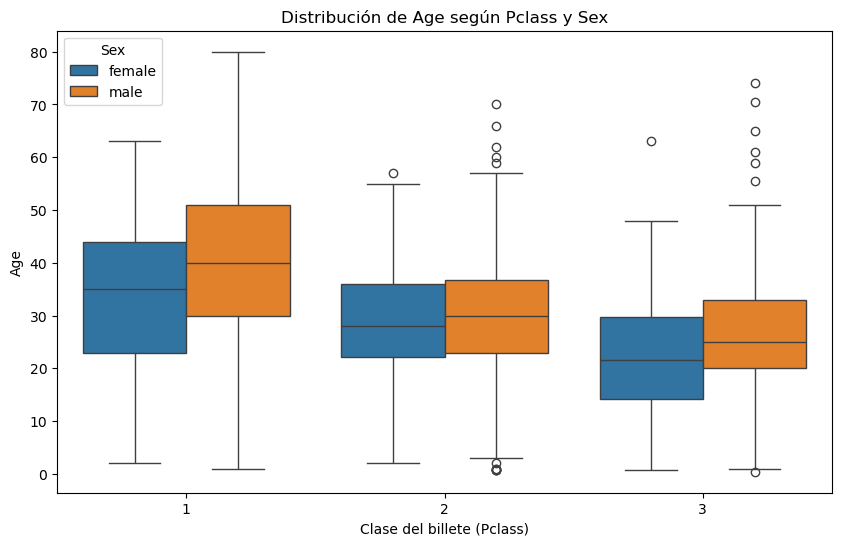 Distribución de Age según Pclass y Sex
Sex
female
male
Age
80
70
60
50
40
30
20
10
0
1 2 3
Clase del billete (Pclass)